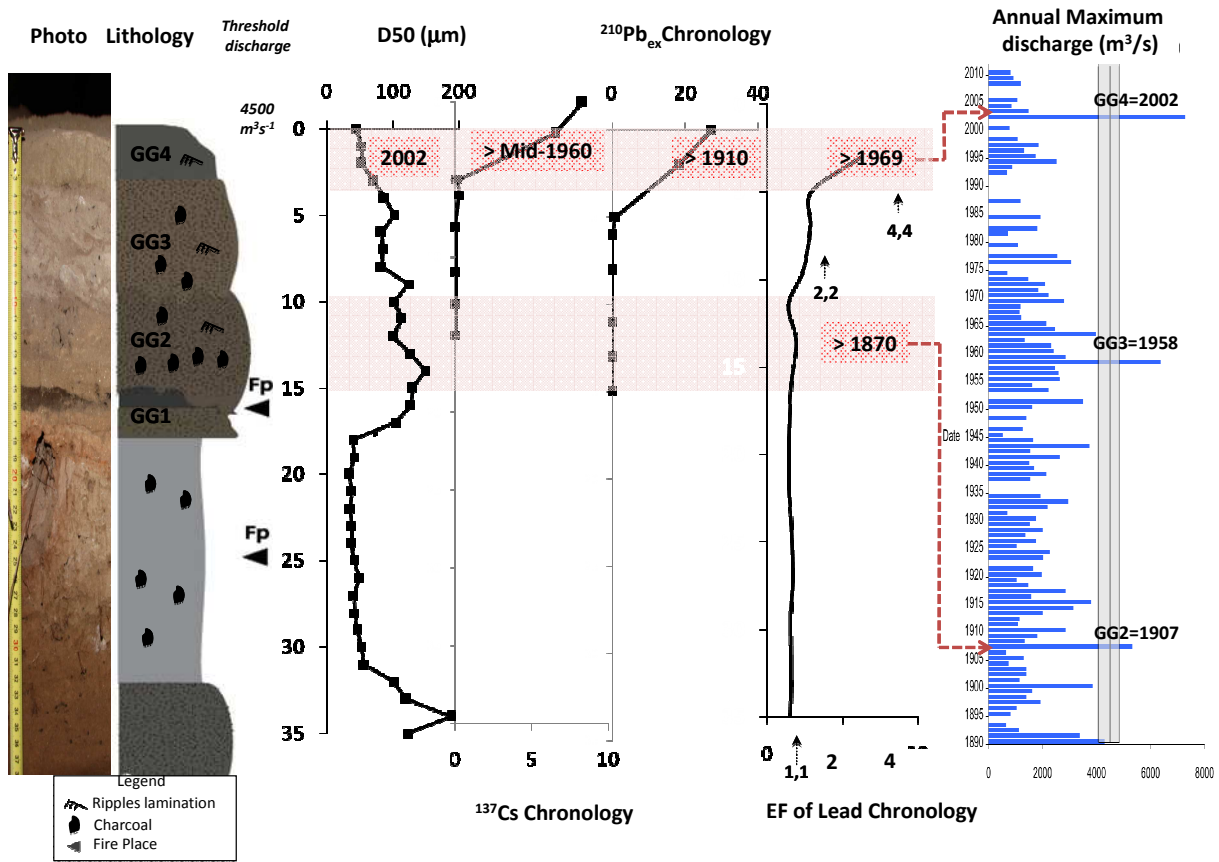 Photo
Lithology
Threshold
discharge
D50 (μm)
²¹⁰Pbₑₓ Chronology
Annual Maximum
discharge (m³/s)
4500
m³s⁻¹
0 100 200
0 20 40
0
5
10
15
20
25
30
35
GG4
GG3
GG2
GG1
Fp
Fp
2002
> Mid-1960
> 1910
> 1969
> 1870
15
4,4
2,2
1,1
0 5 10
0 2 4
¹³⁷Cs Chronology
EF of Lead Chronology
GG4=2002
GG3=1958
GG2=1907
Date
2010
2005
2000
1995
1990
1985
1980
1975
1970
1965
1960
1955
1950
1945
1940
1935
1930
1925
1920
1915
1910
1905
1900
1895
1890
0 2000 4000 6000 8000
Legend
Ripples lamination
Charcoal
Fire Place